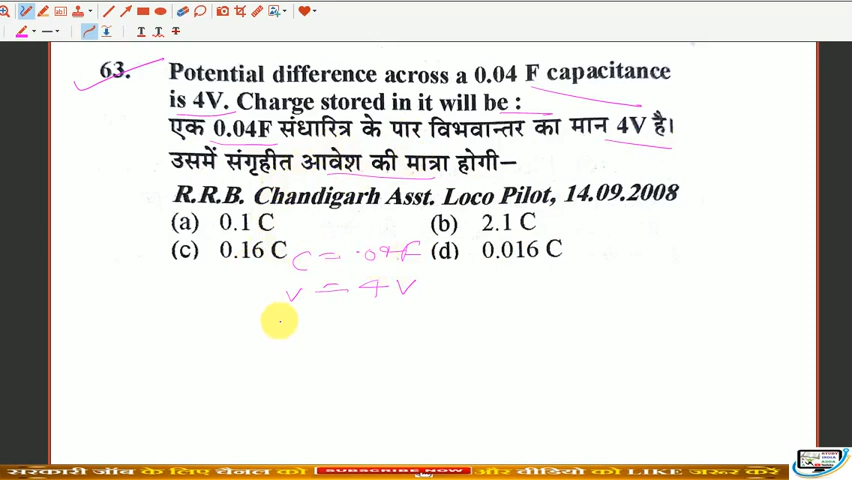 63. Potential difference across a 0.04 F capacitance
is 4V. Charge stored in it will be :
एक 0.04F संधारित्र के पार विभवान्तर का मान 4V है।
उसमें संगृहीत आवेश की मात्रा होगी–
R.R.B. Chandigarh Asst. Loco Pilot, 14.09.2008
(a) 0.1 C (b) 2.1 C
(c) 0.16 C (d) 0.016 C
C = .04F
V = 4V
सरकारी जॉब के लिए चैनल को SUBSCRIBE NOW और वीडियो को LIKE जरूर करें